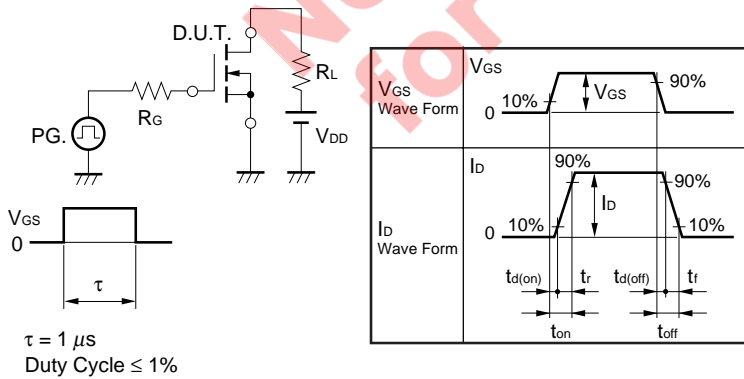 D.U.T.
RL
RG
PG.
VDD
VGS
0
τ
τ = 1 μs
Duty Cycle ≤ 1%
VGS
Wave Form
VGS
0
10%
VGS
90%
ID
Wave Form
ID
0
10%
90%
ID
90%
10%
td(on)
tr
td(off)
tf
ton
toff